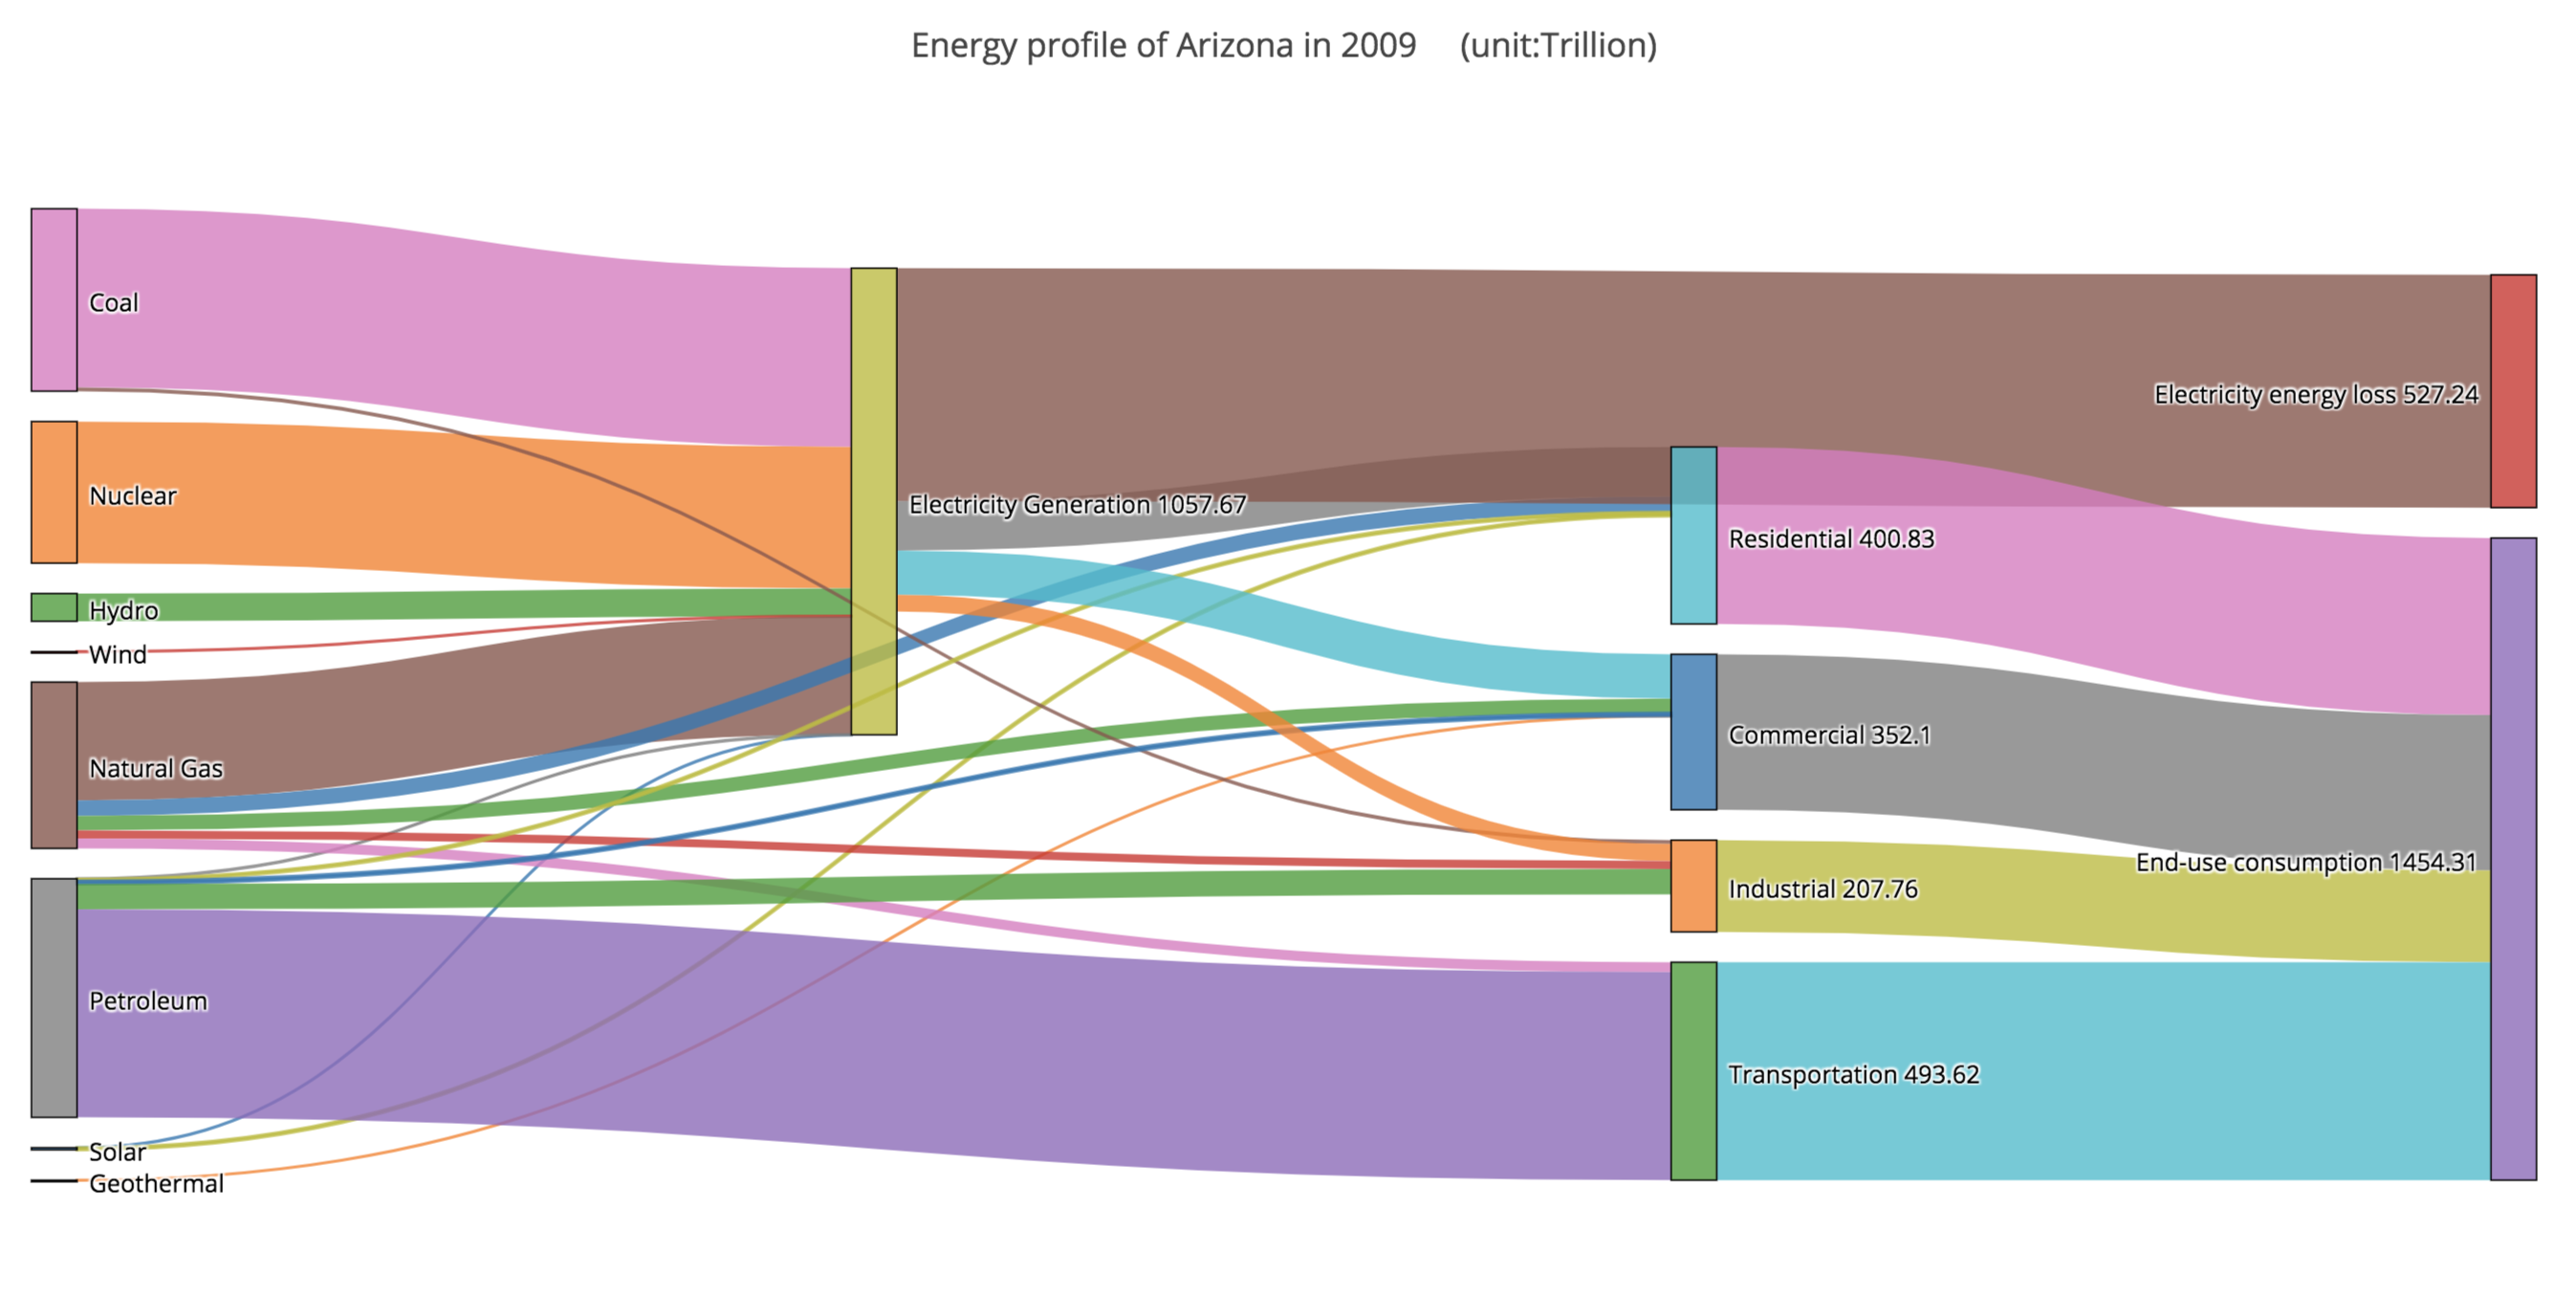 Energy profile of Arizona in 2009 (unit:Trillion)
Coal
Nuclear
Hydro
Wind
Natural Gas
Petroleum
Solar
Geothermal
Electricity Generation 1057.67
Residential 400.83
Commercial 352.1
Industrial 207.76
Transportation 493.62
Electricity energy loss 527.24
End-use consumption 1454.31